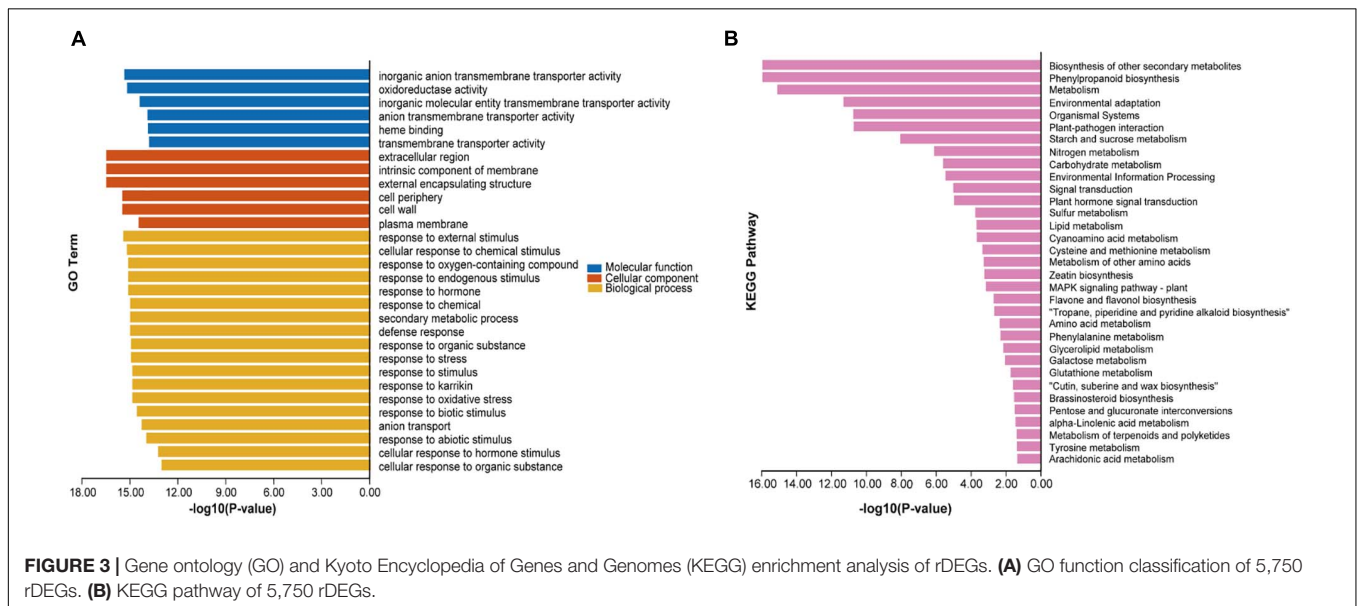 A
inorganic anion transmembrane transporter activity
oxidoreductase activity
inorganic molecular entity transmembrane transporter activity
anion transmembrane transporter activity
heme binding
transmembrane transporter activity
extracellular region
intrinsic component of membrane
external encapsulating structure
cell periphery
cell wall
plasma membrane
response to external stimulus
cellular response to chemical stimulus
response to oxygen-containing compound
response to endogenous stimulus
response to hormone
response to chemical
secondary metabolic process
defense response
response to organic substance
response to stress
response to stimulus
response to karrikin
response to oxidative stress
response to biotic stimulus
anion transport
response to abiotic stimulus
cellular response to hormone stimulus
cellular response to organic substance
GO Term
Molecular function
Cellular component
Biological process
18.00 15.00 12.00 9.00 6.00 3.00 0.00
-log10(P-value)
B
Biosynthesis of other secondary metabolites
Phenylpropanoid biosynthesis
Metabolism
Environmental adaptation
Organismal Systems
Plant-pathogen interaction
Starch and sucrose metabolism
Nitrogen metabolism
Carbohydrate metabolism
Environmental Information Processing
Signal transduction
Plant hormone signal transduction
Sulfur metabolism
Lipid metabolism
Cyanoamino acid metabolism
Cysteine and methionine metabolism
Metabolism of other amino acids
Zeatin biosynthesis
MAPK signaling pathway - plant
Flavone and flavonol biosynthesis
"Tropane, piperidine and pyridine alkaloid biosynthesis"
Amino acid metabolism
Phenylalanine metabolism
Glycerolipid metabolism
Galactose metabolism
Glutathione metabolism
"Cutin, suberine and wax biosynthesis"
Brassinosteroid biosynthesis
Pentose and glucuronate interconversions
alpha-Linolenic acid metabolism
Metabolism of terpenoids and polyketides
Tyrosine metabolism
Arachidonic acid metabolism
KEGG Pathway
16.00 14.00 12.00 10.00 8.00 6.00 4.00 2.00 0.00
-log10(P-value)
FIGURE 3 | Gene ontology (GO) and Kyoto Encyclopedia of Genes and Genomes (KEGG) enrichment analysis of rDEGs. (A) GO function classification of 5,750
rDEGs. (B) KEGG pathway of 5,750 rDEGs.